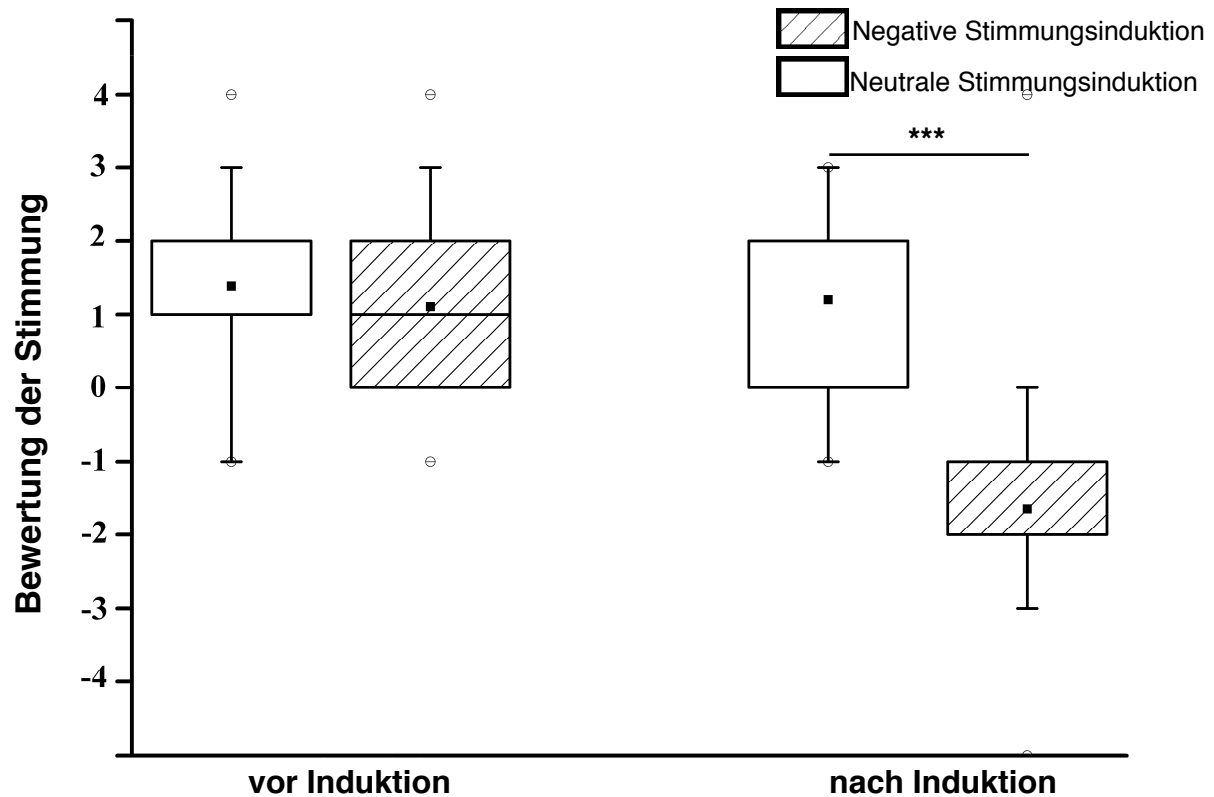 Negative Stimmungsinduktion
Neutrale Stimmungsinduktion
***
Bewertung der Stimmung
4
3
2
1
0
-1
-2
-3
-4
vor Induktion
nach Induktion